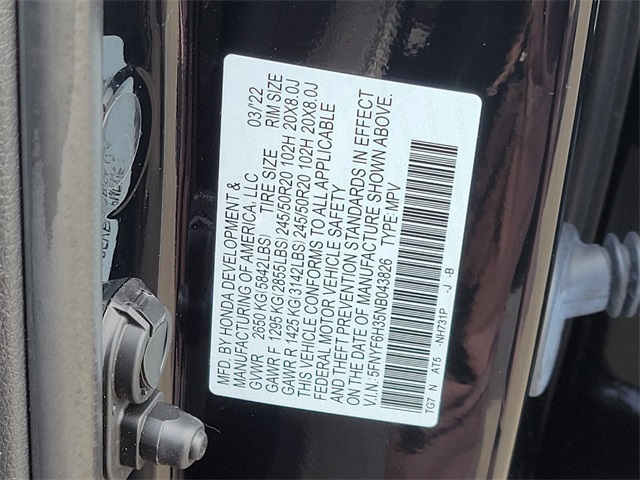 MFD. BY HONDA DEVELOPMENT &
MANUFACTURING OF AMERICA, LLC 03/22
GVWR 2650 KG(5842LBS) TIRE SIZE RIM SIZE
GAWR F 1295 KG(2855LBS) 245/50R20 102H 20X8.0J
GAWR R 1425 KG(3142LBS) 245/50R20 102H 20X8.0J
THIS VEHICLE CONFORMS TO ALL APPLICABLE
FEDERAL MOTOR VEHICLE SAFETY
AND THEFT PREVENTION STANDARDS IN EFFECT
ON THE DATE OF MANUFACTURE SHOWN ABOVE.
V.I.N.: 5FNYF6H35NB043826 TYPE:MPV
TG7 N AT5 -NH731P -J -B